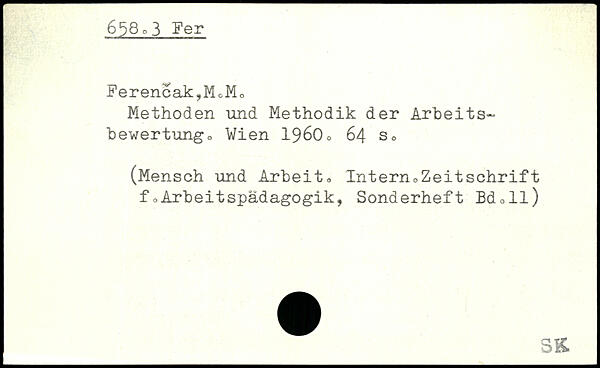 658.3 Fer
Ferenčak,M.M.
Methoden und Methodik der Arbeits-
bewertung. Wien 1960. 64 s.
(Mensch und Arbeit. Intern.Zeitschrift
f.Arbeitspädagogik, Sonderheft Bd.11)
SK